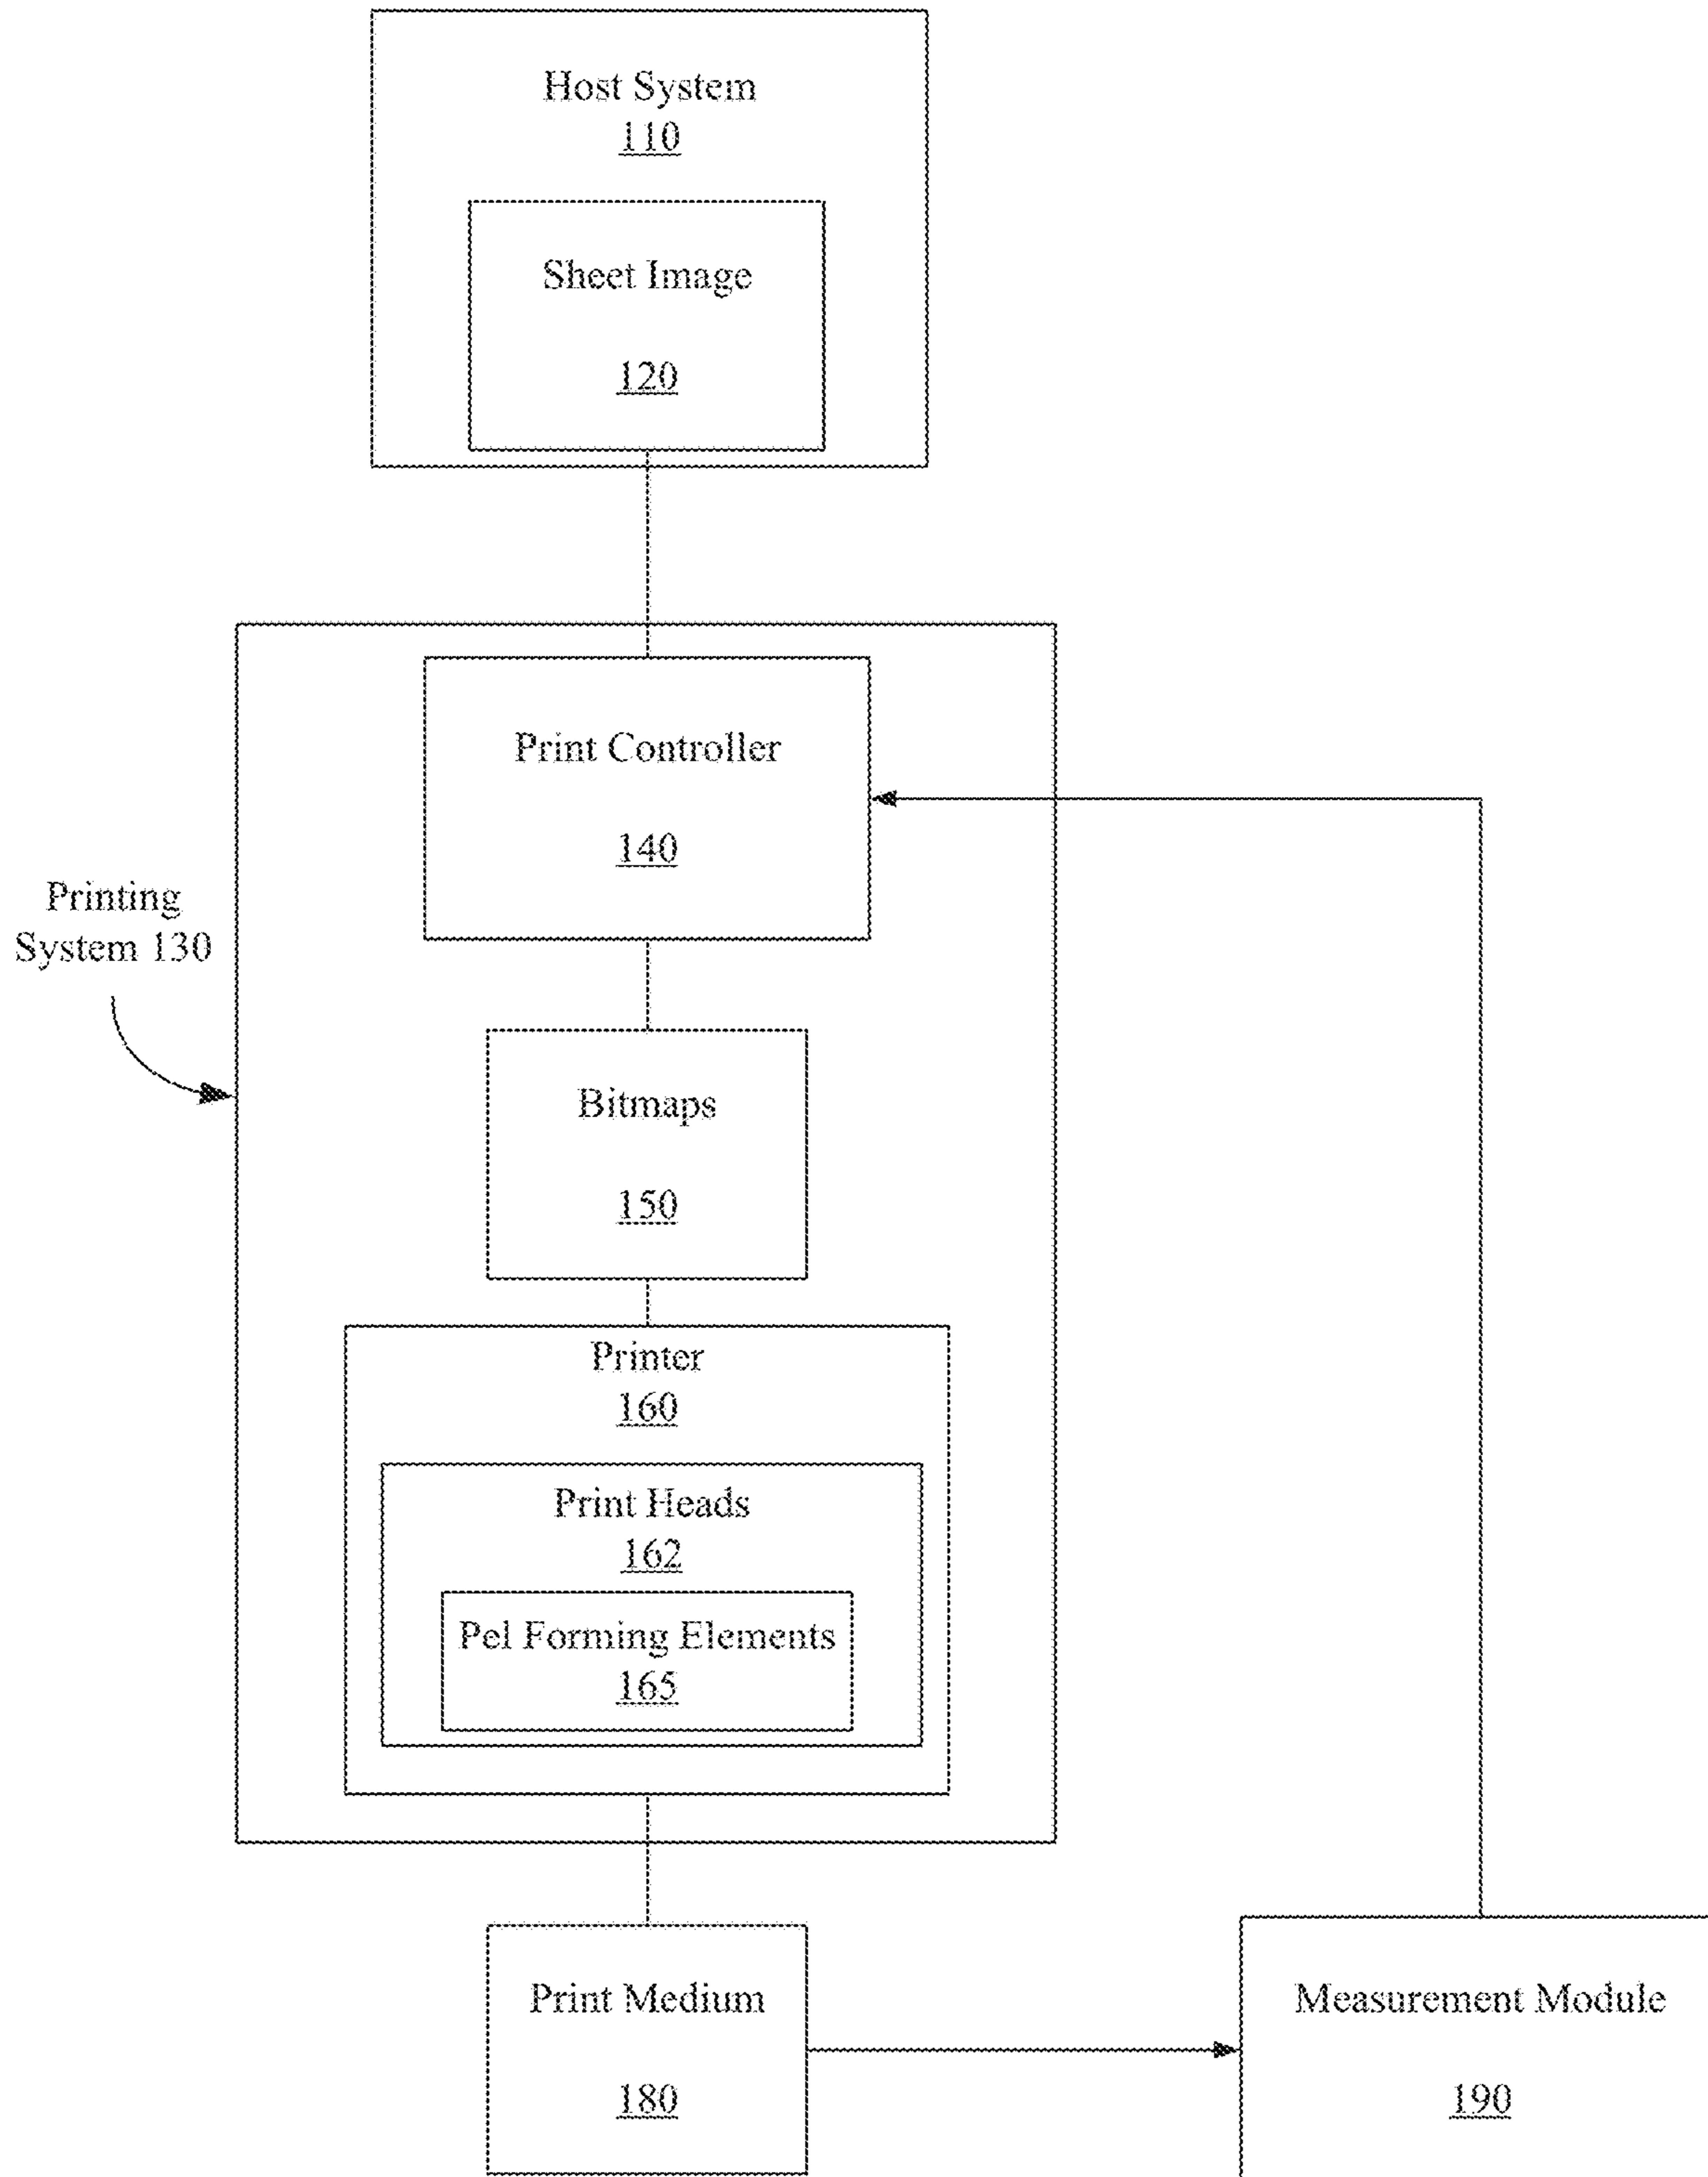 Host System
110
Sheet Image
120
Print Controller
140
Printing
System 130
Bitmaps
150
Printer
160
Print Heads
162
Pel Forming Elements
165
Print Medium
180
Measurement Module
190